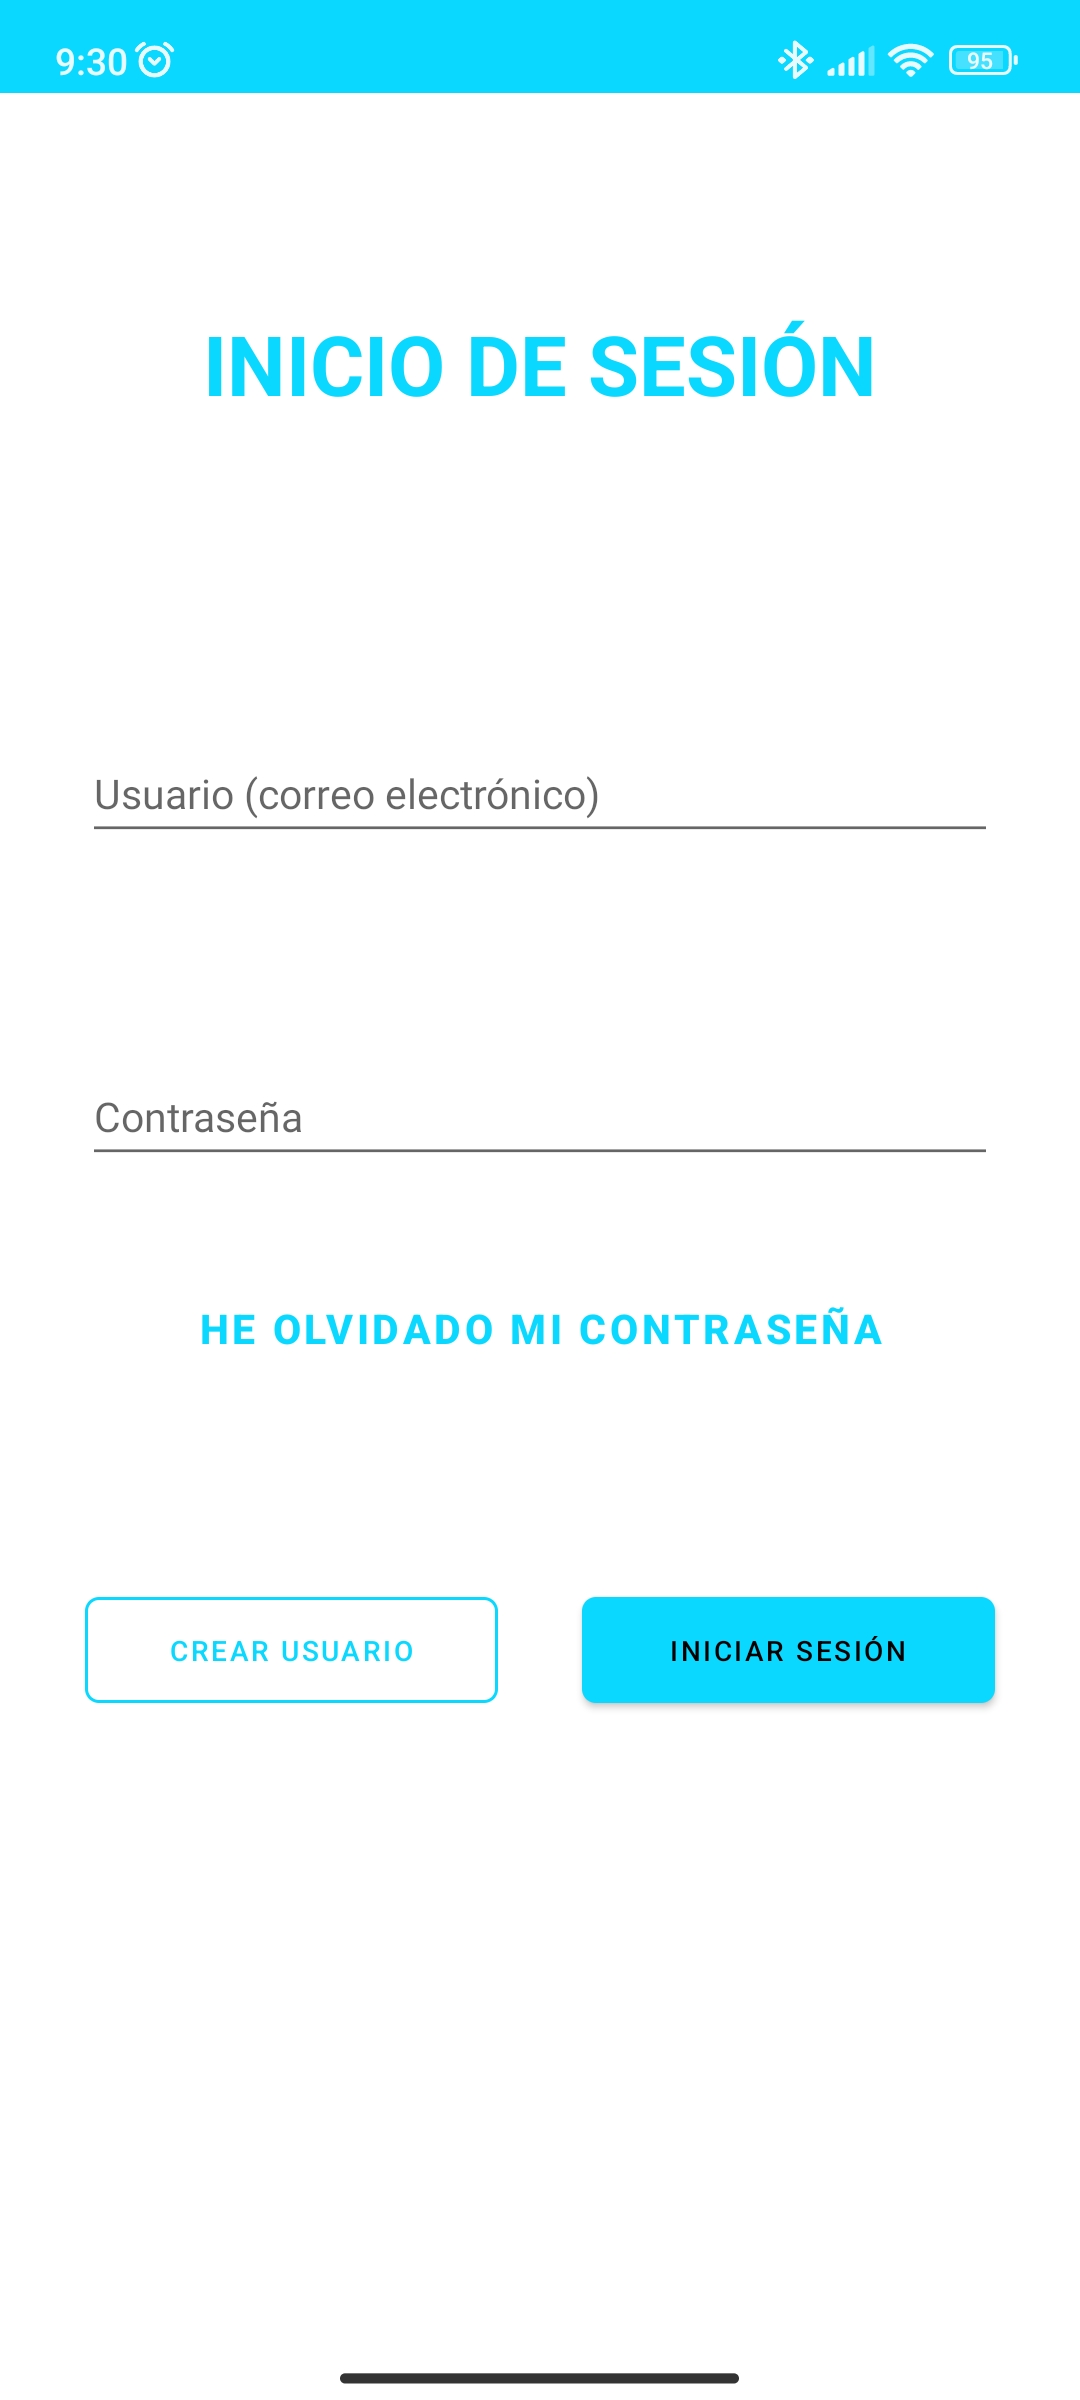 9:30
95
INICIO DE SESIÓN
Usuario (correo electrónico)
Contraseña
HE OLVIDADO MI CONTRASEÑA
CREAR USUARIO
INICIAR SESIÓN